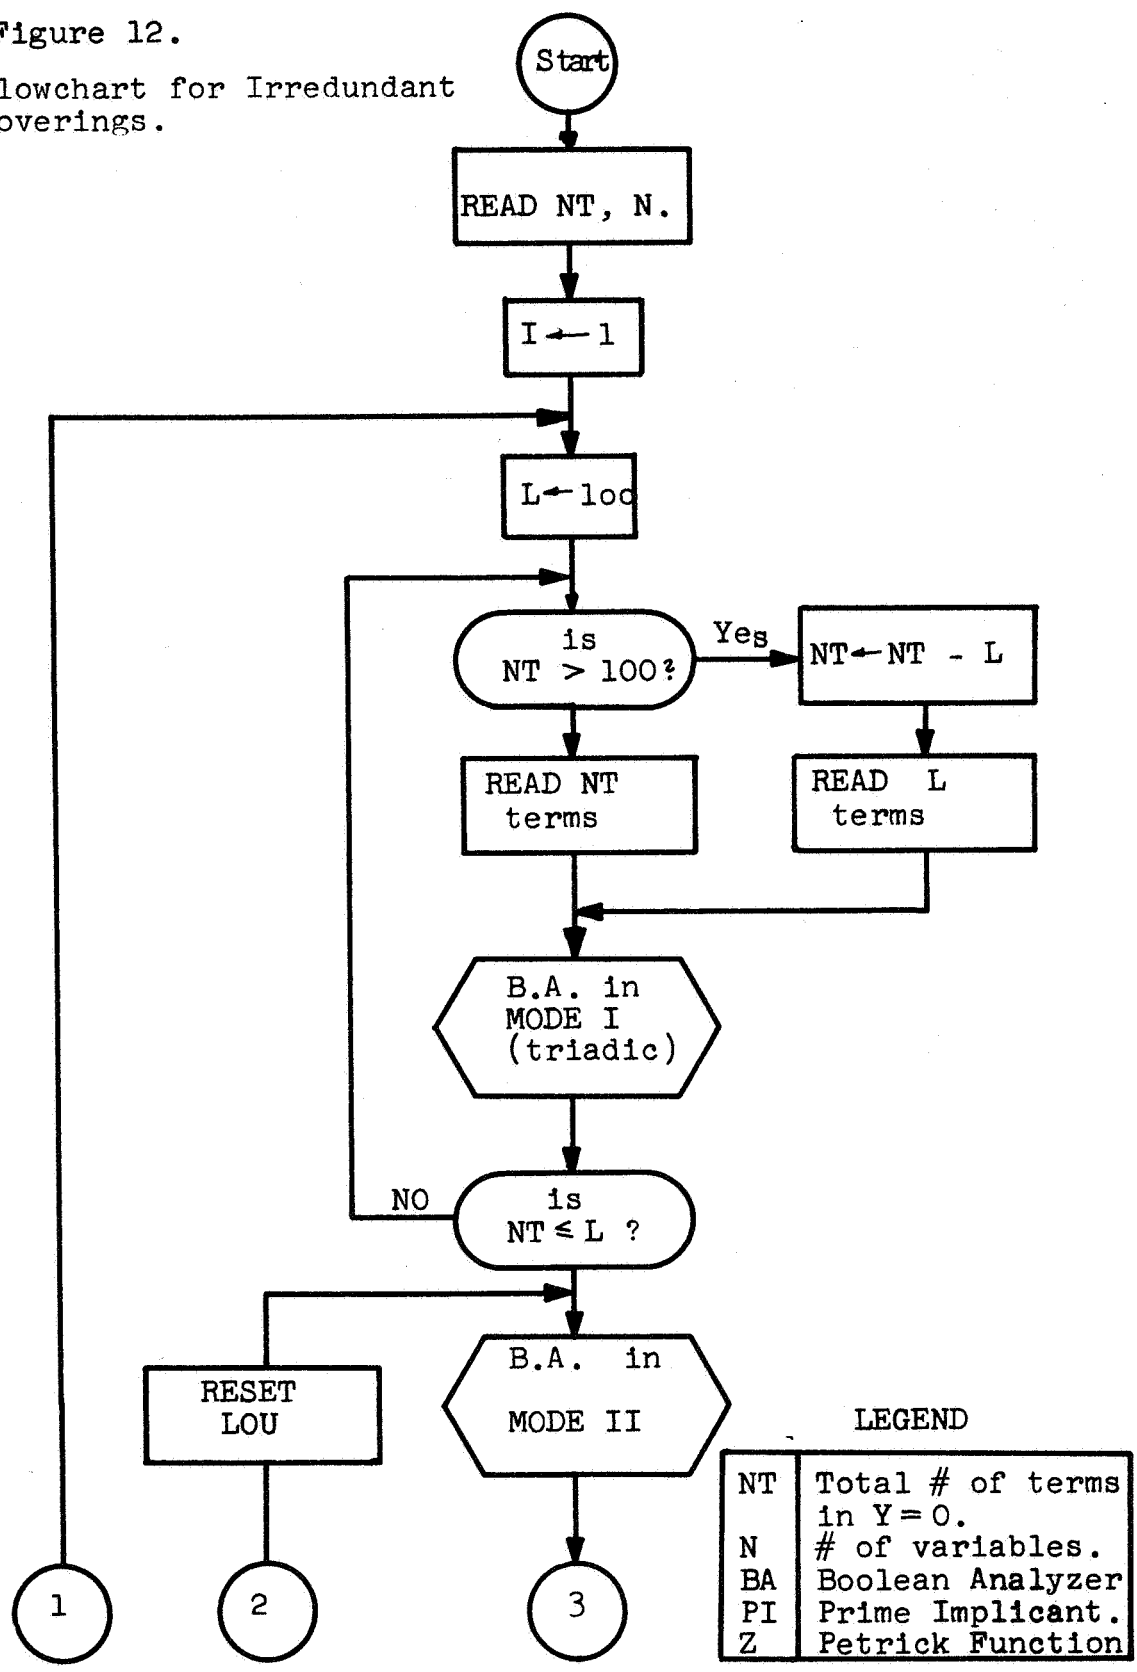 Figure 12.
lowchart for Irredundant
overings.
Start
READ NT, N.
I ← 1
L ← 100
is
NT > 100?
Yes
NT ← NT - L
READ NT
terms
READ L
terms
B.A. in
MODE I
(triadic)
NO
is
NT ≤ L ?
RESET
LOU
B.A. in
MODE II
LEGEND
NT Total # of terms
in Y = 0.
N # of variables.
BA Boolean Analyzer
PI Prime Implicant.
Z Petrick Function
1
2
3